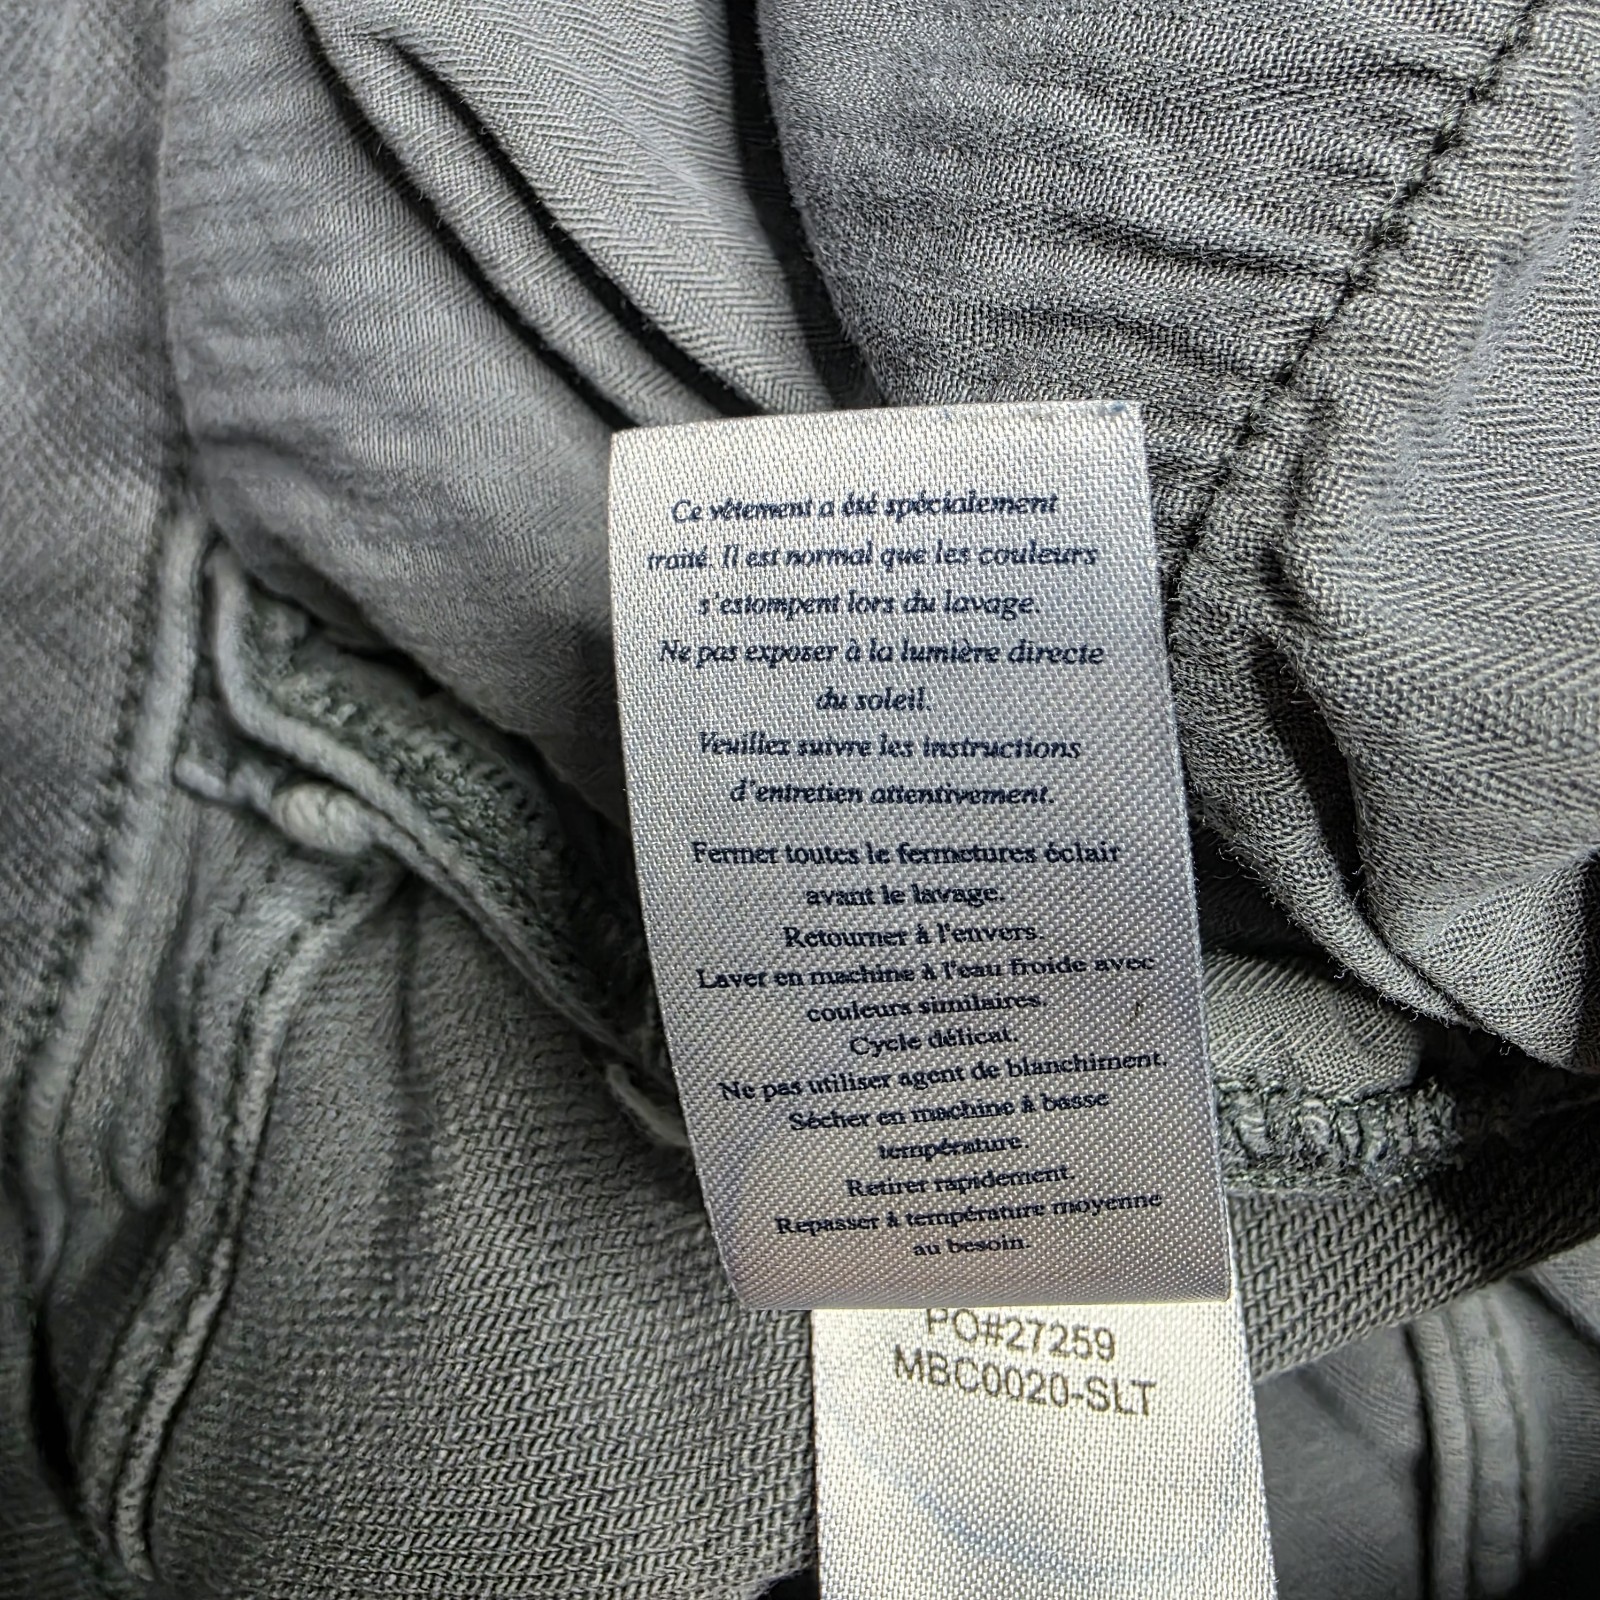 Ce vêtement a été spécialement
traité. Il est normal que les couleurs
s'estompent lors du lavage.
Ne pas exposer à la lumière directe
du soleil.
Veuillez suivre les instructions
d'entretien attentivement.
Fermer toutes le fermetures éclair
avant le lavage.
Retourner à l'envers.
Laver en machine à l'eau froide avec
couleurs similaires.
Cycle délicat.
Ne pas utiliser agent de blanchiment.
Sécher en machine à basse
température.
Retirer rapidement.
Repasser à température moyenne
au besoin.
PO#27259
MBC0020-SLT